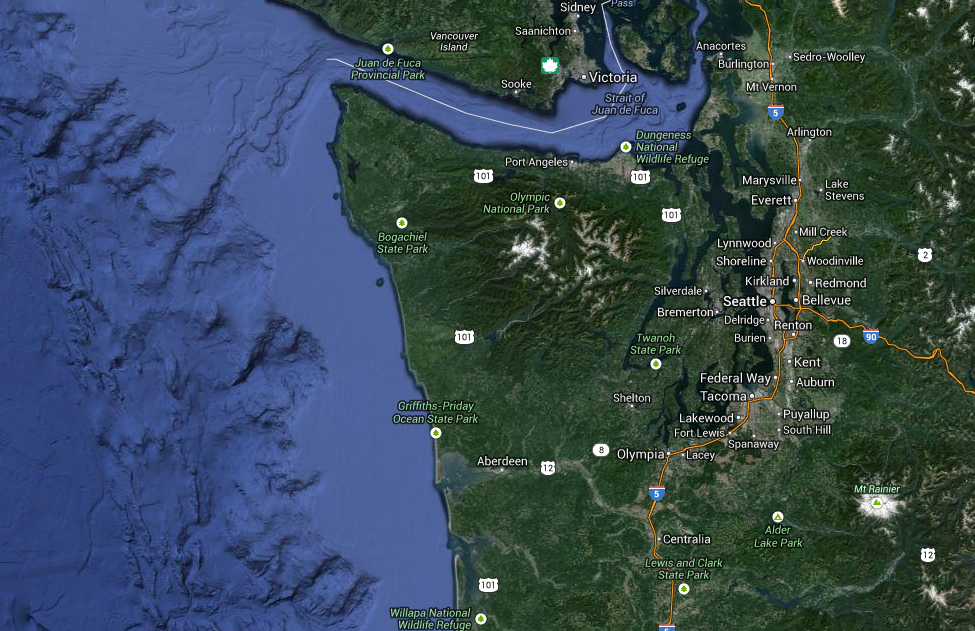 Sidney
Pass
Saanichton
Vancouver
Island
Anacortes
Sedro-Woolley
Burlington
Juan de Fuca
Provincial Park
Victoria
Sooke
Mt Vernon
Strait of
Juan de Fuca
5
Arlington
Dungeness
National
Wildlife Refuge
Port Angeles
101
101
Marysville
Lake
Stevens
Olympic
National Park
Everett
101
Bogachiel
State Park
Mill Creek
Lynnwood
2
Shoreline
Woodinville
Kirkland
Redmond
Silverdale
Seattle
Bellevue
Bremerton
Delridge
Renton
101
Twanoh
State Park
Burien
18
90
Kent
Federal Way
Auburn
Shelton
Tacoma
Griffiths-Priday
Ocean State Park
Lakewood
Puyallup
Fort Lewis
South Hill
Spanaway
8
Olympia
Lacey
Aberdeen
12
5
Mt Rainier
Alder
Lake Park
Centralia
12
Lewis and Clark
State Park
101
Willapa National
Wildlife Refuge
5